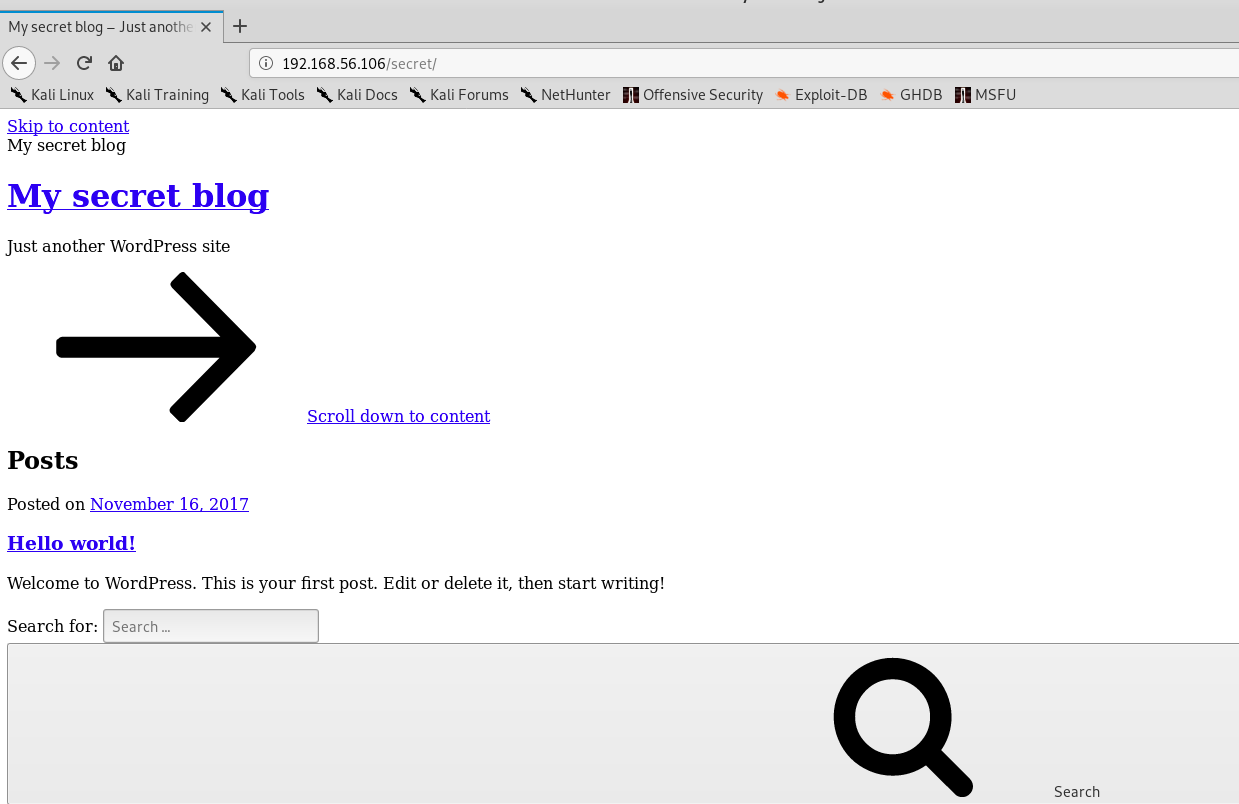 My secret blog – Just anothe
192.168.56.106/secret/
Kali Linux Kali Training Kali Tools Kali Docs Kali Forums NetHunter Offensive Security Exploit-DB GHDB MSFU
Skip to content
My secret blog
My secret blog
Just another WordPress site
Scroll down to content
Posts
Posted on November 16, 2017
Hello world!
Welcome to WordPress. This is your first post. Edit or delete it, then start writing!
Search for: Search ...
Search